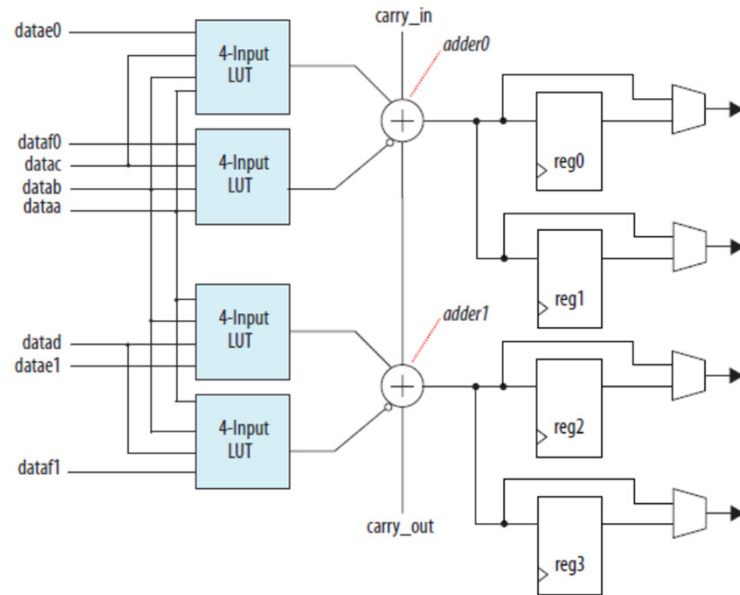 carry_in
datae0
adder0
4-Input
LUT
dataf0
datac
datab
dataa
4-Input
LUT
reg0
reg1
4-Input
LUT
adder1
datad
datae1
4-Input
LUT
reg2
dataf1
carry_out
reg3